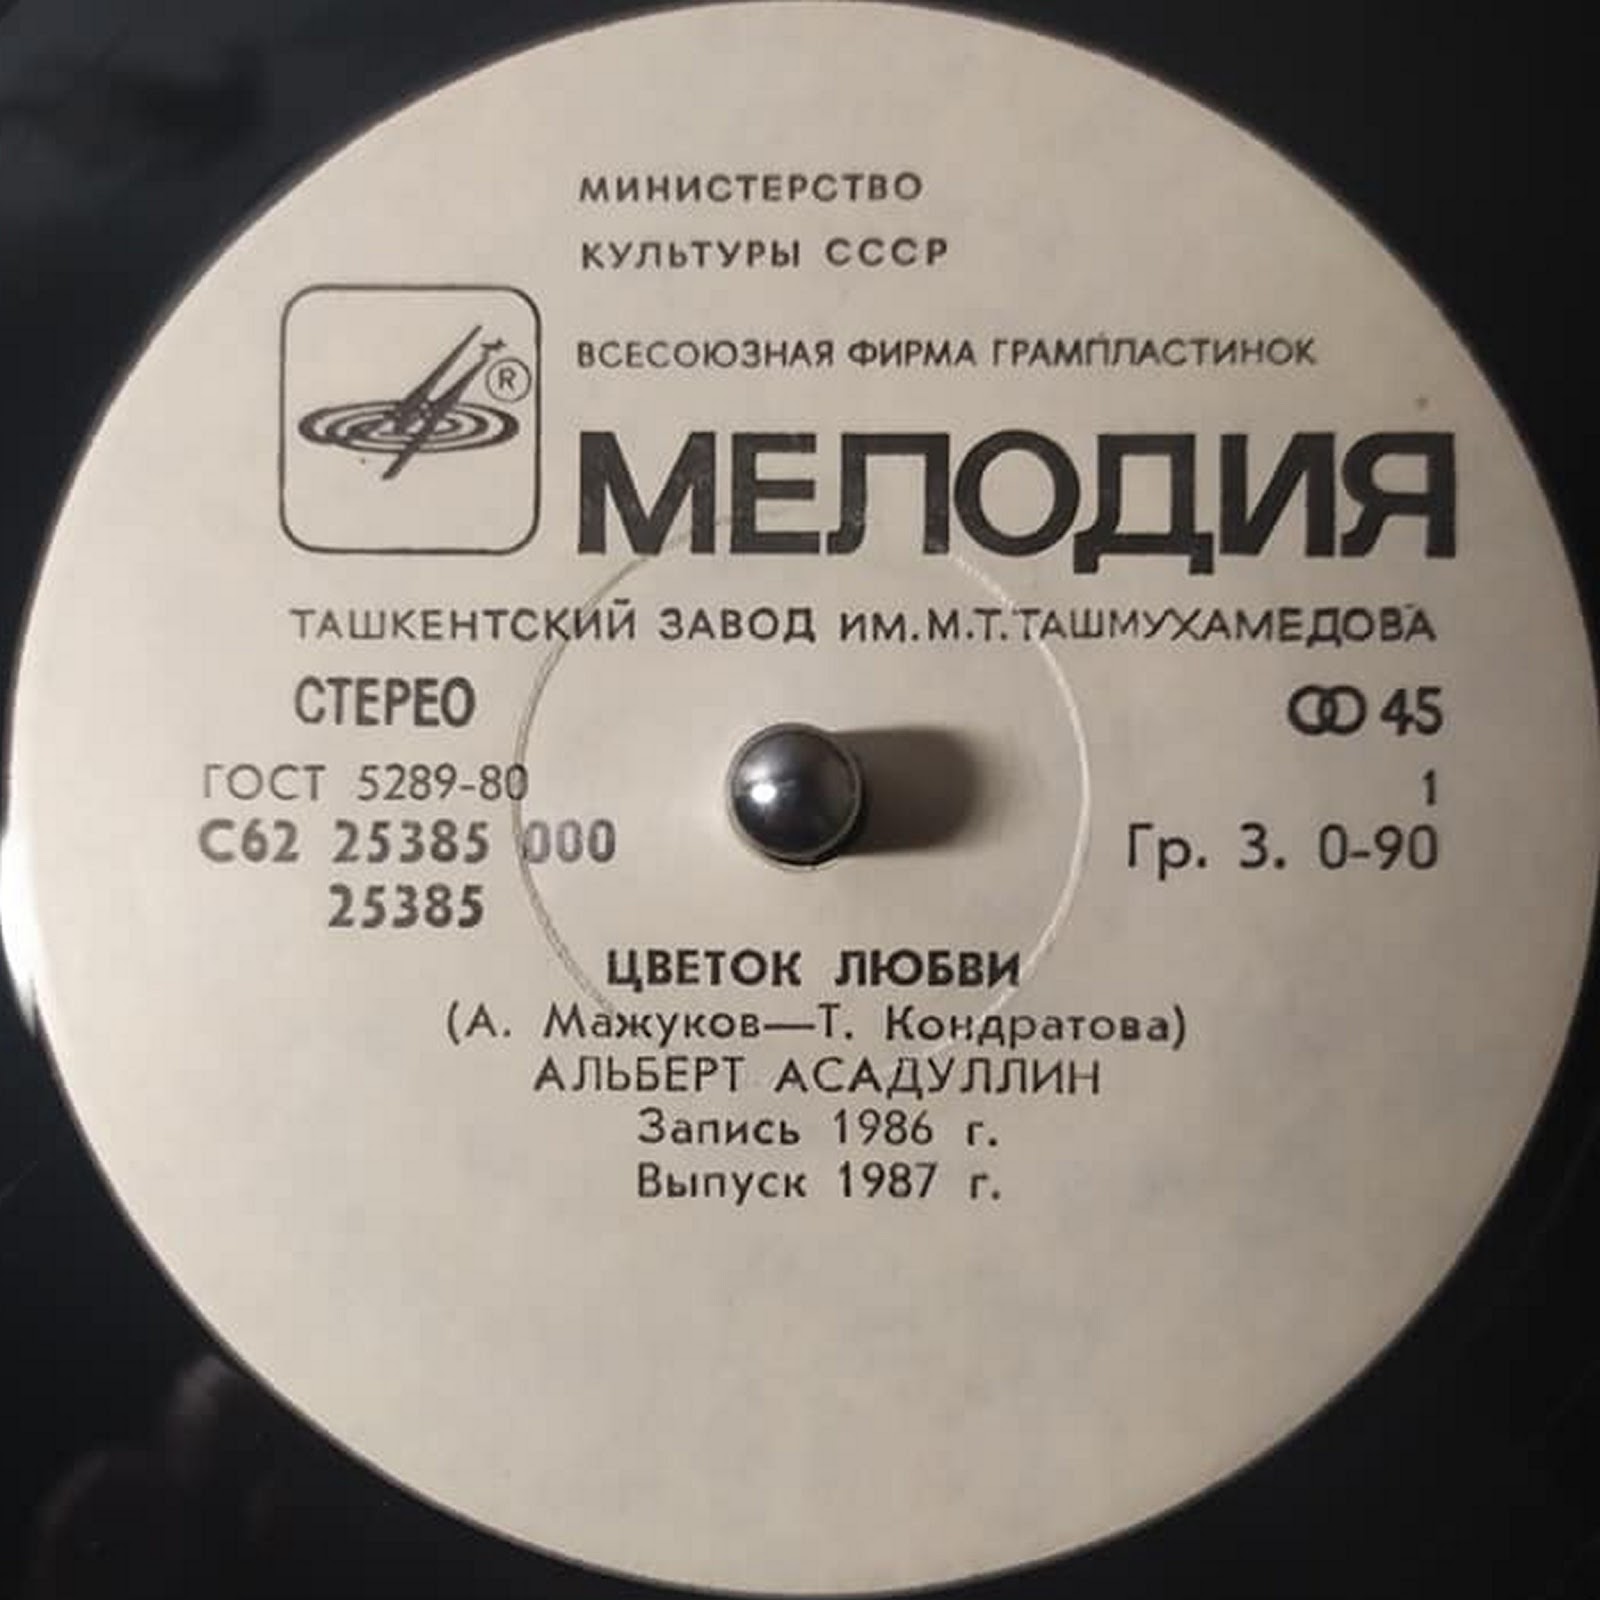 МИНИСТЕРСТВО
КУЛЬТУРЫ СССР
ВСЕСОЮЗНАЯ ФИРМА ГРАМПЛАСТИНОК
®
МЕЛОДИЯ
ТАШКЕНТСКИЙ ЗАВОД ИМ.М.Т.ТАШМУХАМЕДОВА
СТЕРЕО
45
ГОСТ 5289-80
1
С62 25385 000
Гр. 3. 0-90
25385
ЦВЕТОК ЛЮБВИ
(А. Мажуков—Т. Кондратова)
АЛЬБЕРТ АСАДУЛЛИН
Запись 1986 г.
Выпуск 1987 г.